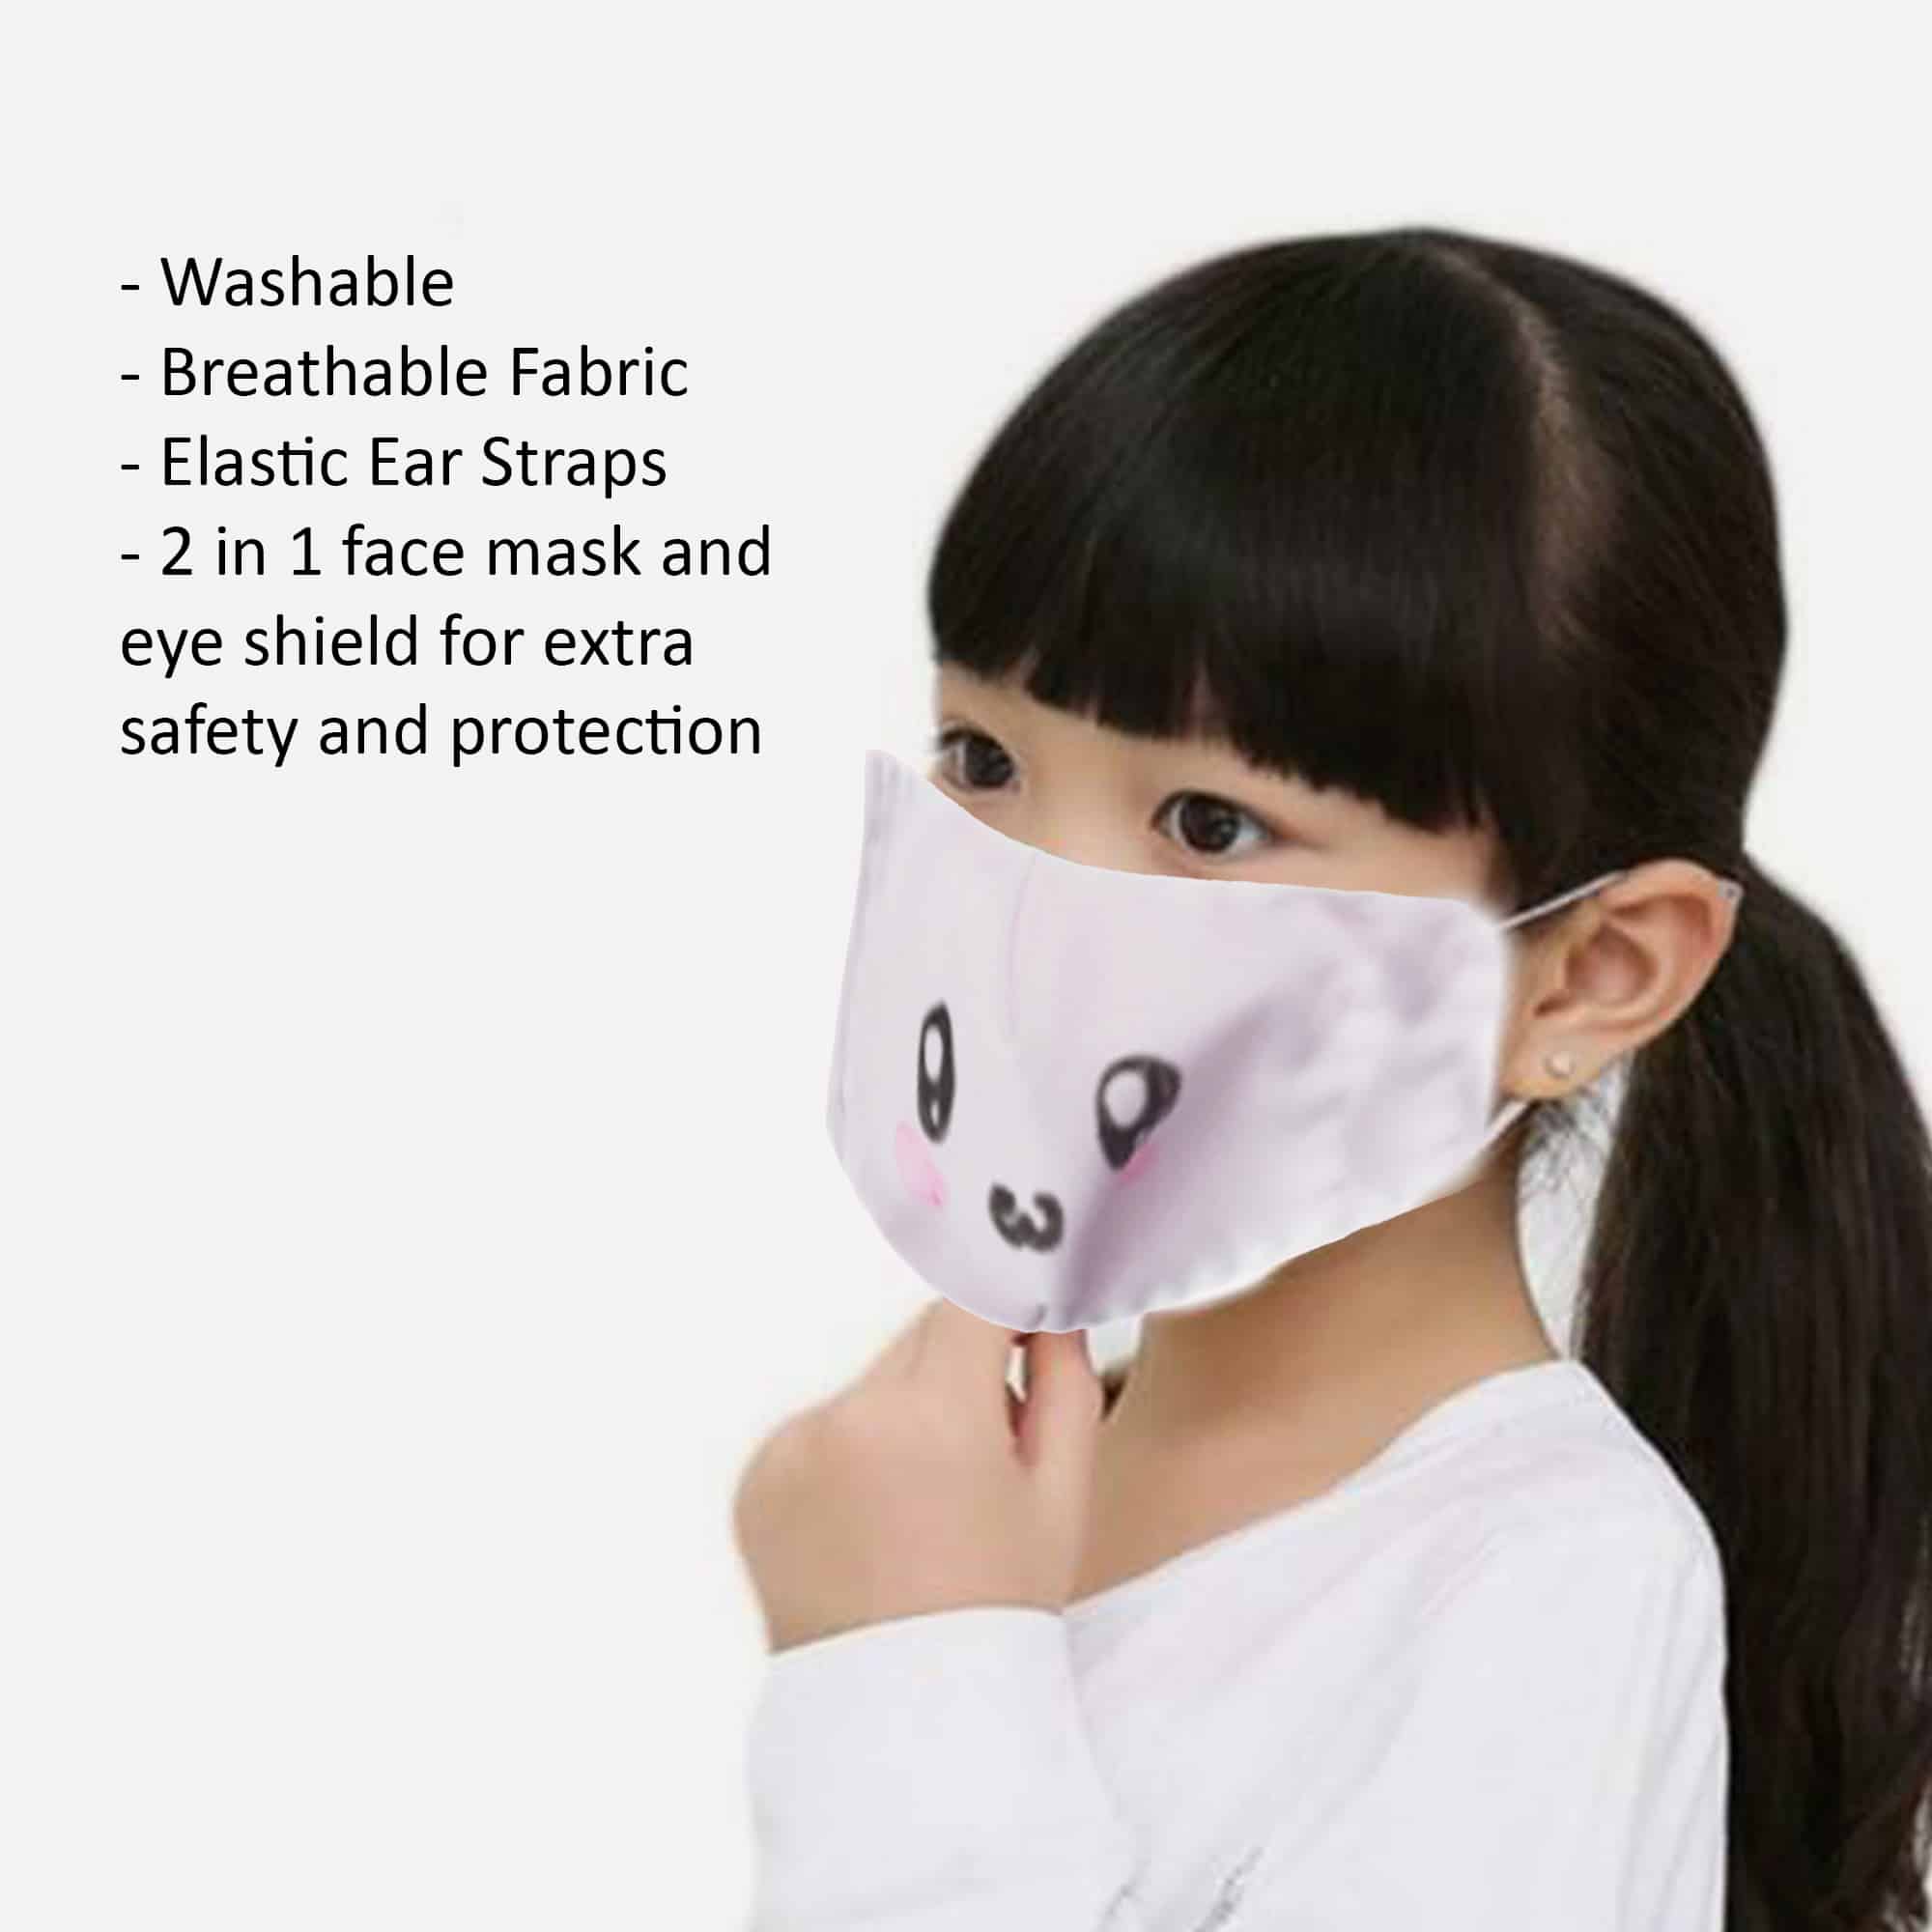 - Washable
- Breathable Fabric
- Elastic Ear Straps
- 2 in 1 face mask and
eye shield for extra
safety and protection